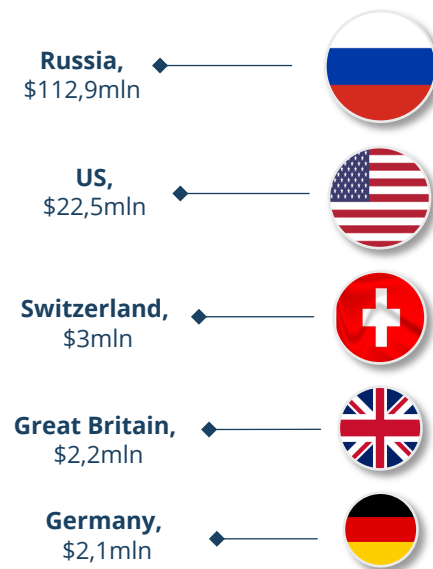 Russia,
$112,9mln
US,
$22,5mln
Switzerland,
$3mln
Great Britain,
$2,2mln
Germany,
$2,1mln